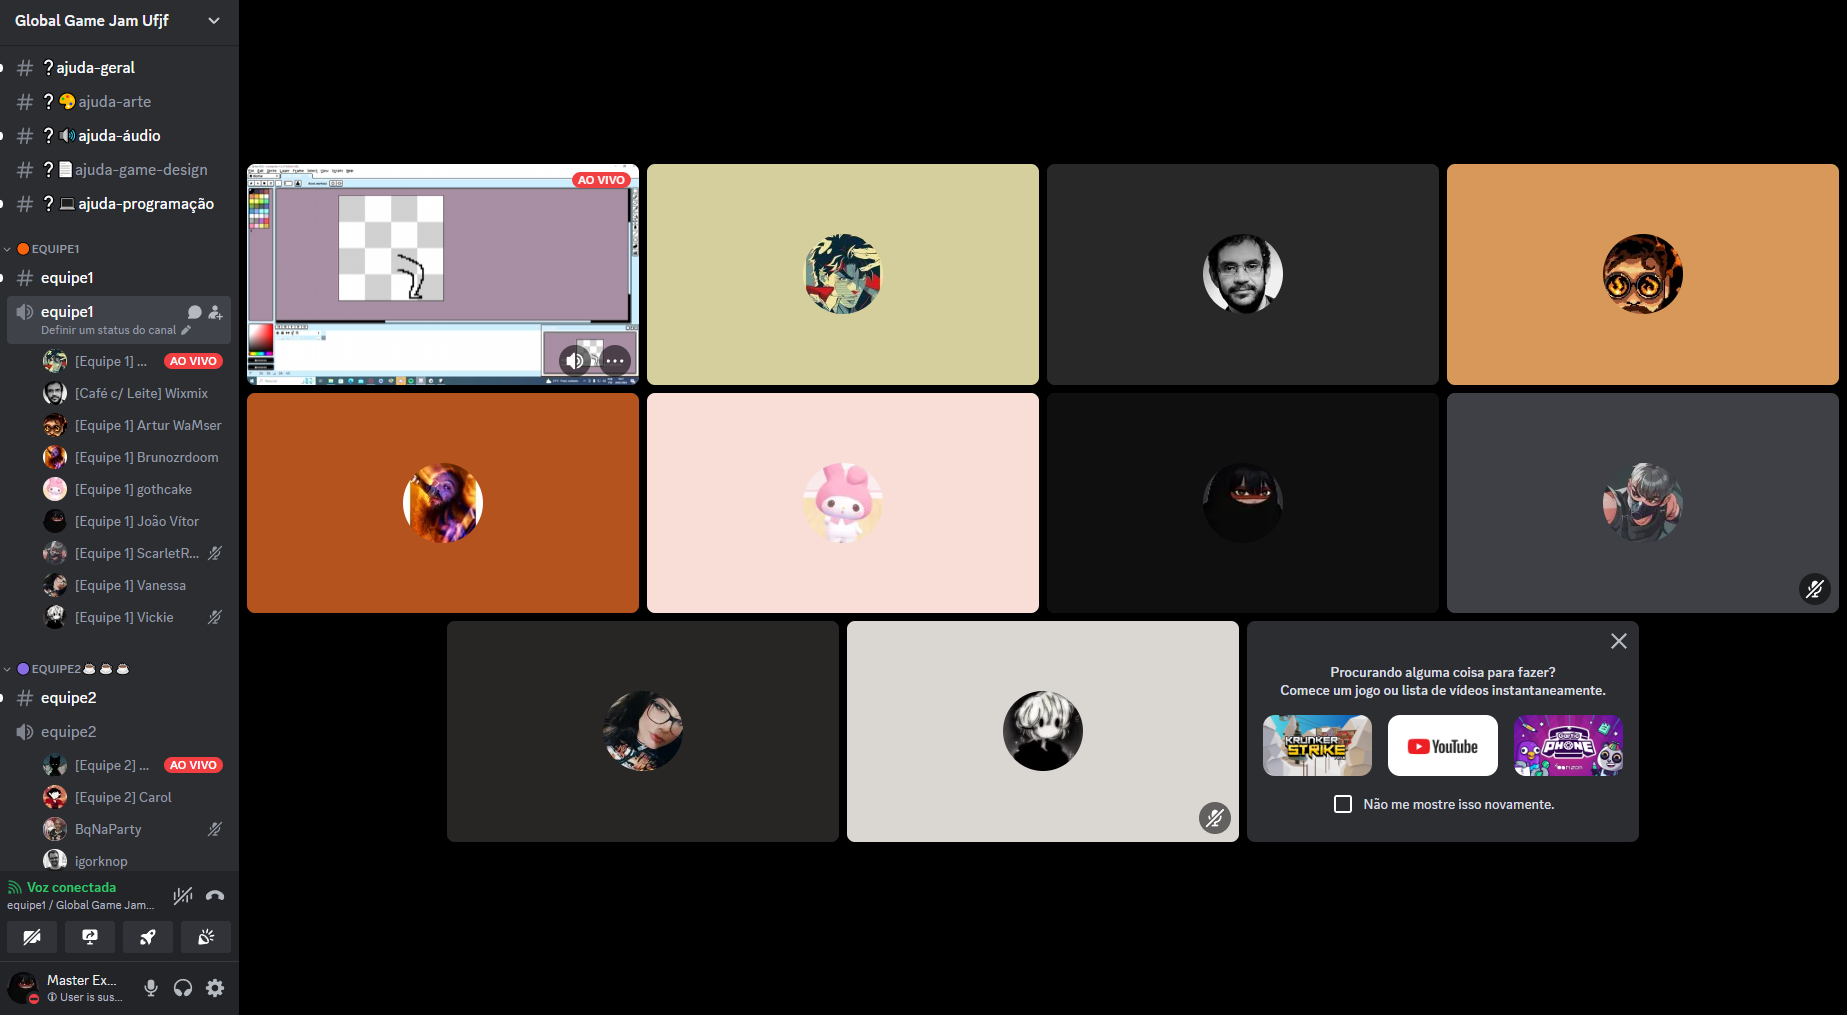 Global Game Jam Ufjf
ajuda-geral
ajuda-arte
ajuda-áudio
ajuda-game-design
ajuda-programação
EQUIPE1
equipe1
equipe1
Definir um status do canal
[Equipe 1] ...
AO VIVO
[Café c/ Leite] Wixmix
[Equipe 1] Artur WaMser
[Equipe 1] Brunozrdoom
[Equipe 1] gothcake
[Equipe 1] João Vítor
[Equipe 1] ScarletR...
[Equipe 1] Vanessa
[Equipe 1] Vickie
EQUIPE2
equipe2
equipe2
[Equipe 2] ...
AO VIVO
[Equipe 2] Carol
BqNaParty
igorknop
Voz conectada
equipe1 / Global Game Jam...
Master Ex...
User is sus...
AO VIVO
Procurando alguma coisa para fazer?
Comece um jogo ou lista de vídeos instantaneamente.
KRUNKER
STRIKE
YouTube
PHONE
Não me mostre isso novamente.